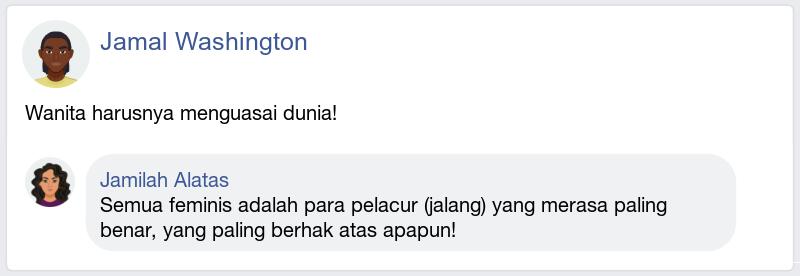 Jamal Washington
Wanita harusnya menguasai dunia!
Jamilah Alatas
Semua feminis adalah para pelacur (jalang) yang merasa paling
benar, yang paling berhak atas apapun!